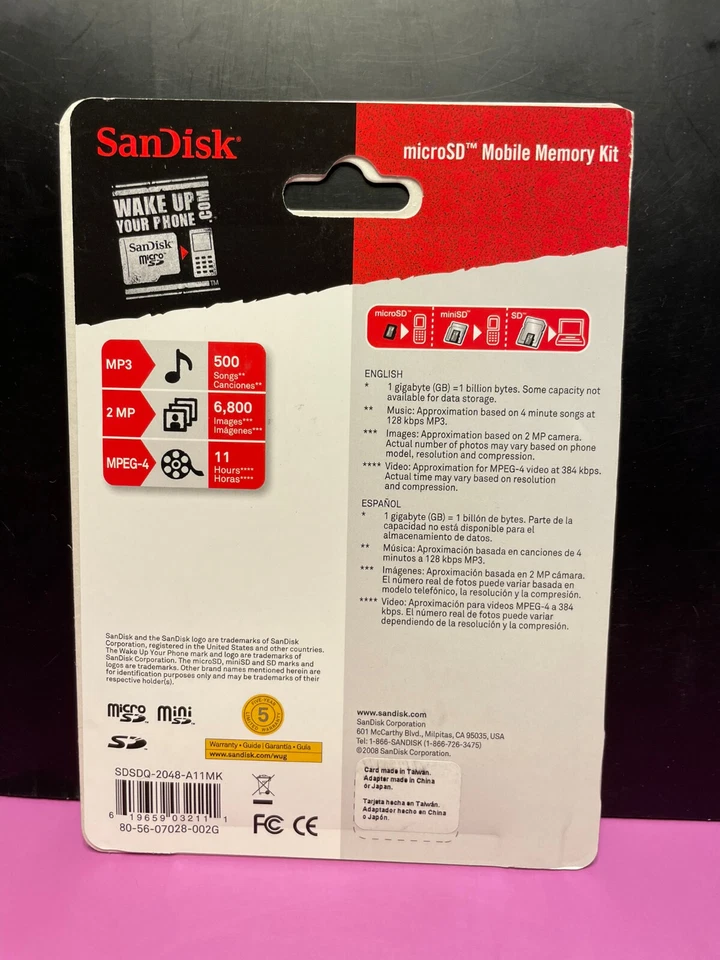 SanDisk®
microSD™ Mobile Memory Kit
WAKE UP
YOUR PHONE
.COM
SanDisk
micro
SD
TM
MP3
500
Songs**
Canciones**
2 MP
6,800
Images***
Imágenes***
MPEG-4
11
Hours****
Horas****
microSD™
miniSD™
SD™
ENGLISH
* 1 gigabyte (GB) =1 billion bytes. Some capacity not
available for data storage.
** Music: Approximation based on 4 minute songs at
128 kbps MP3.
*** Images: Approximation based on 2 MP camera.
Actual number of photos may vary based on phone
model, resolution and compression.
**** Video: Approximation for MPEG-4 video at 384 kbps.
Actual time may vary based on resolution
and compression.
ESPAÑOL
* 1 gigabyte (GB) = 1 billón de bytes. Parte de la
capacidad no está disponible para el
almacenamiento de datos.
** Música: Aproximación basada en canciones de 4
minutos a 128 kbps MP3.
*** Imágenes: Aproximación basada en 2 MP cámara.
El número real de fotos puede variar basada en
modelo telefónico, la resolución y la compresión.
**** Video: Aproximación para videos MPEG-4 a 384
kbps. El número real de fotos puede variar
dependiendo de la resolución y la compresión.
SanDisk and the SanDisk logo are trademarks of SanDisk
Corporation, registered in the United States and other countries.
The Wake Up Your Phone mark and logo are trademarks of
SanDisk Corporation. The microSD, miniSD and SD marks and
logos are trademarks. Other brand names mentioned herein are
for identification purposes only and may be trademarks of their
respective holder(s).
micro
SD™
mini
SD™
SD™
FIVE-YEAR
5
LIMITED WARRANTY
Warranty • Guide | Garantía • Guía
www.sandisk.com/wug
www.sandisk.com
SanDisk Corporation
601 McCarthy Blvd., Milpitas, CA 95035, USA
Tel: 1-866-SANDISK (1-866-726-3475)
©2008 SanDisk Corporation.
Card made in Taiwan.
Adapter made in China
or Japan.
Tarjeta hecha en Taiwán.
Adaptador hecho en China
o Japón.
SDSDQ-2048-A11MK
6 19659 03211 1
80-56-07028-002G
FC CE